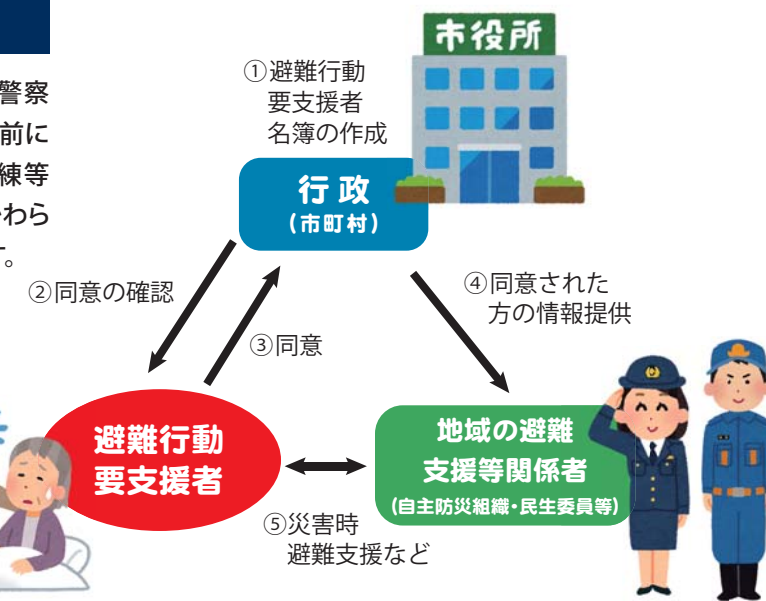 警察
前に
練等
わら
す。
市役所
①避難行動
要支援者
名簿の作成
行政
(市町村)
②同意の確認
③同意
④同意された
方の情報提供
避難行動
要支援者
地域の避難
支援等関係者
(自主防災組織・民生委員等)
⑤災害時
避難支援など